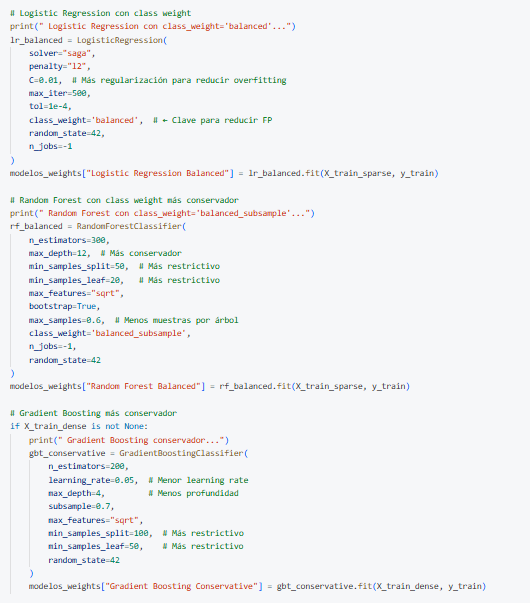 # Logistic Regression con class weight
print(" Logistic Regression con class_weight='balanced'...")
lr_balanced = LogisticRegression(
    solver="saga",
    penalty="l2",
    C=0.01,  # Más regularización para reducir overfitting
    max_iter=500,
    tol=1e-4,
    class_weight='balanced',  # ← Clave para reducir FP
    random_state=42,
    n_jobs=-1
)
modelos_weights["Logistic Regression Balanced"] = lr_balanced.fit(X_train_sparse, y_train)

# Random Forest con class weight más conservador
print(" Random Forest con class_weight='balanced_subsample'...")
rf_balanced = RandomForestClassifier(
    n_estimators=300,
    max_depth=12,  # Más conservador
    min_samples_split=50,  # Más restrictivo
    min_samples_leaf=20,   # Más restrictivo
    max_features="sqrt",
    bootstrap=True,
    max_samples=0.6,  # Menos muestras por árbol
    class_weight='balanced_subsample',
    n_jobs=-1,
    random_state=42
)
modelos_weights["Random Forest Balanced"] = rf_balanced.fit(X_train_sparse, y_train)

# Gradient Boosting más conservador
if X_train_dense is not None:
    print(" Gradient Boosting conservador...")
    gbt_conservative = GradientBoostingClassifier(
        n_estimators=200,
        learning_rate=0.05,  # Menor learning rate
        max_depth=4,         # Menos profundidad
        subsample=0.7,
        max_features="sqrt",
        min_samples_split=100,  # Más restrictivo
        min_samples_leaf=50,    # Más restrictivo
        random_state=42
    )
    modelos_weights["Gradient Boosting Conservative"] = gbt_conservative.fit(X_train_dense, y_train)